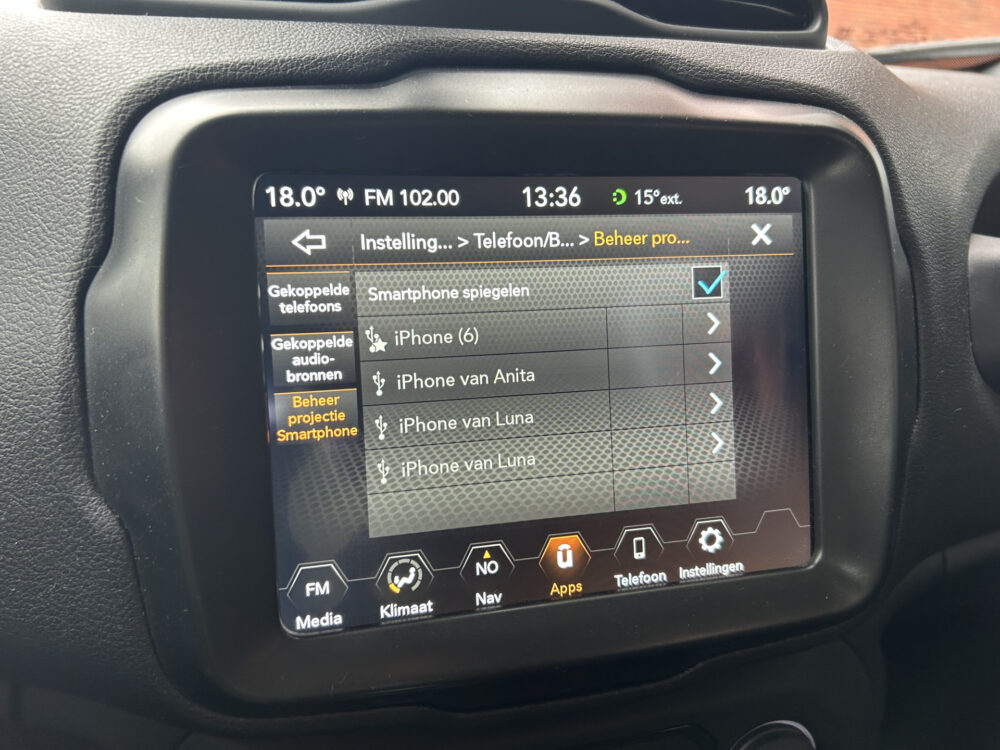 18.0° FM 102.00 13:36 15°ext. 18.0°
Instelling... > Telefoon/B... > Beheer pro... X
Gekoppelde
telefoons
Gekoppelde
audio-
bronnen
Beheer
projectie
Smartphone
Smartphone spiegelen
iPhone (6)
iPhone van Anita
iPhone van Luna
iPhone van Luna
FM
Media
Klimaat
NO
Nav
Apps
Telefoon
Instellingen